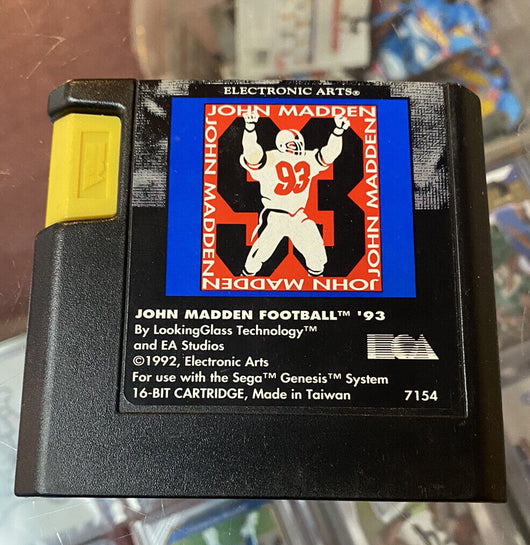 ELECTRONIC ARTS®
JOHN MADDEN
JOHN MADDEN
JOHN MADDEN
93
93
JOHN MADDEN
JOHN MADDEN FOOTBALL™ '93
By LookingGlass Technology™
and EA Studios
©1992, Electronic Arts
For use with the Sega™ Genesis™ System
16-BIT CARTRIDGE, Made in Taiwan
EA
7154